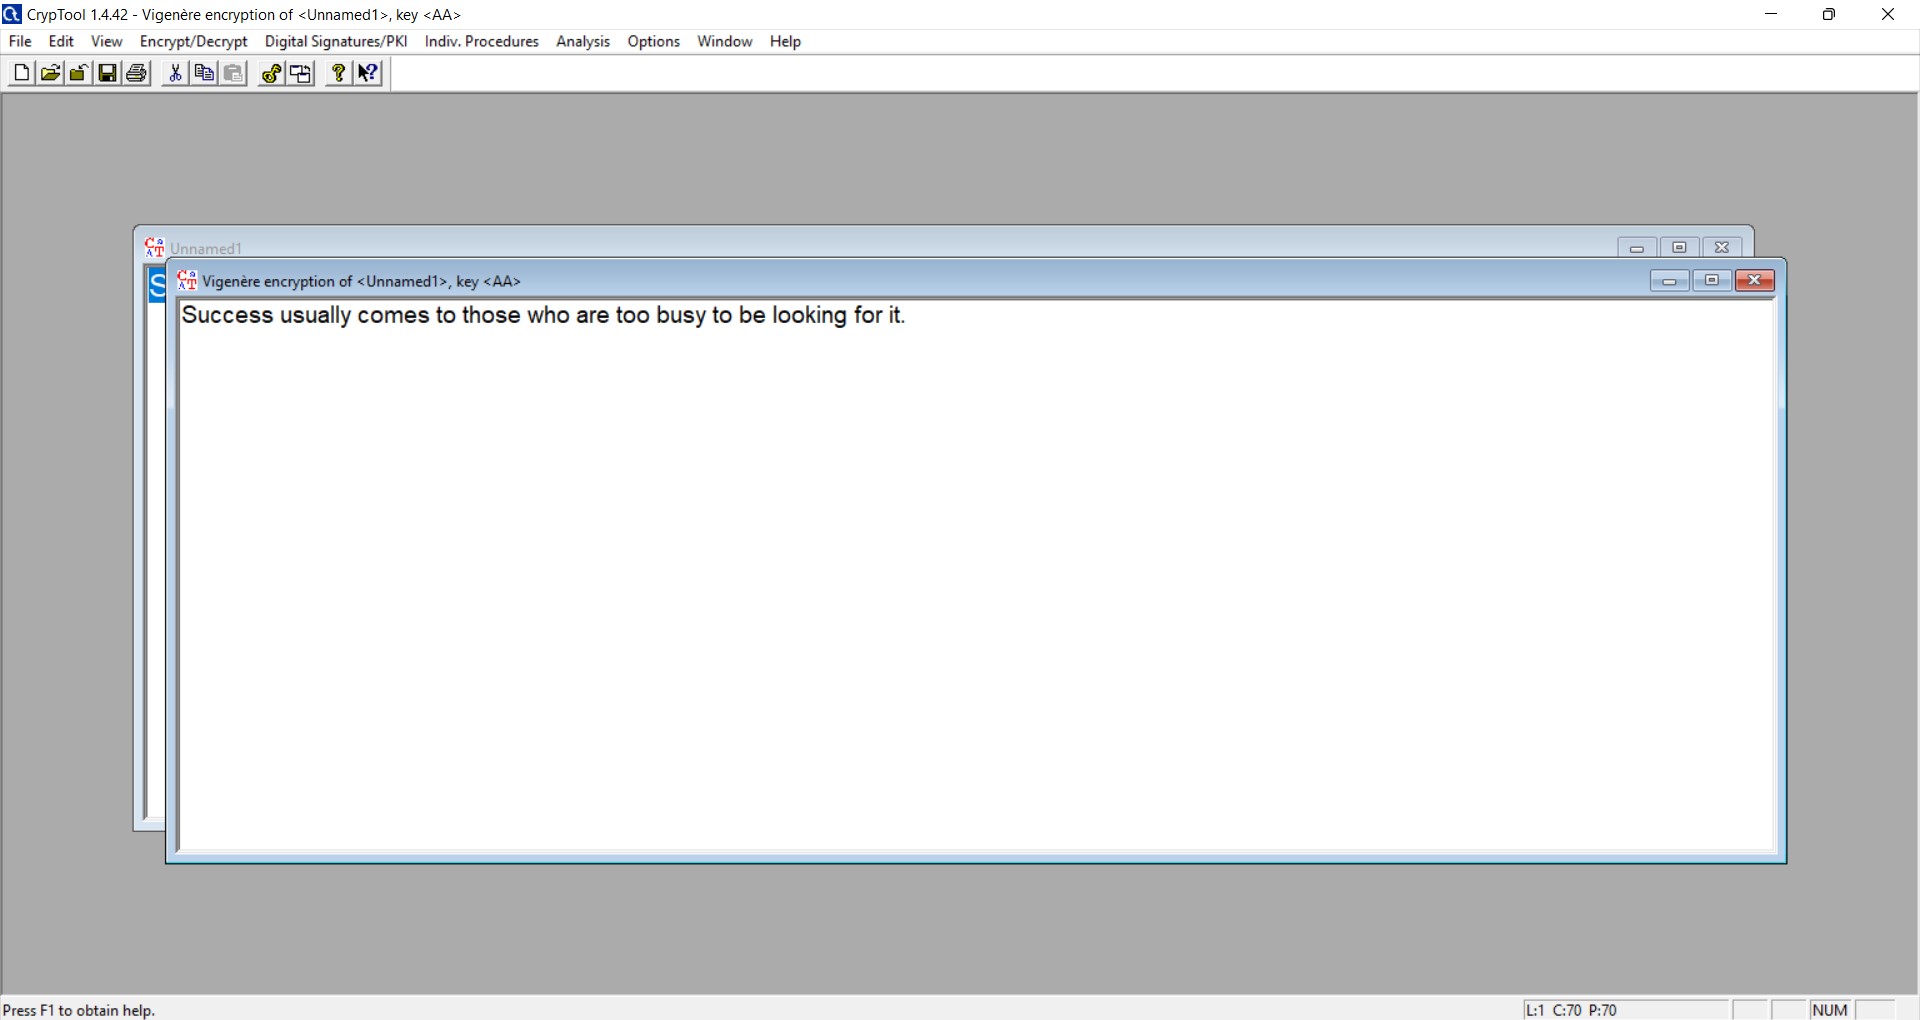 CrypTool 1.4.42 - Vigenère encryption of <Unnamed1>, key <AA>
File Edit View Encrypt/Decrypt Digital Signatures/PKI Indiv. Procedures Analysis Options Window Help
Unnamed1
S
Vigenère encryption of <Unnamed1>, key <AA>
Success usually comes to those who are too busy to be looking for it.
Press F1 to obtain help.
L:1 C:70 P:70
NUM